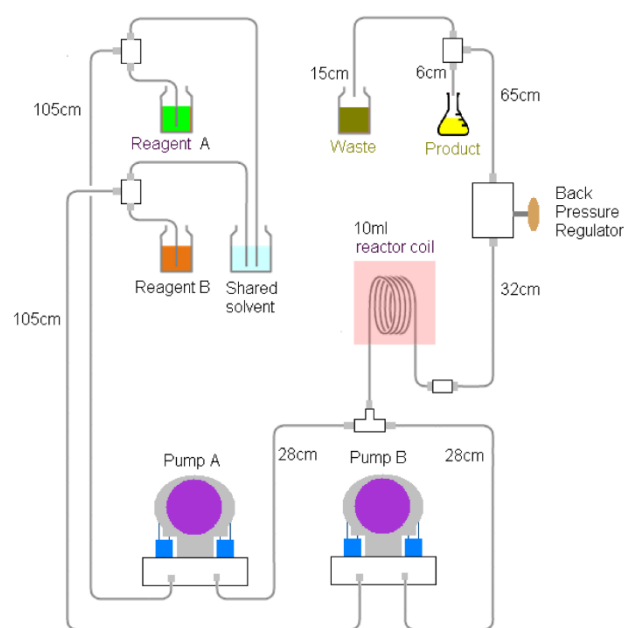 105cm
Reagent A
15cm
6cm
65cm
Waste
Product
Back
Pressure
Regulator
10ml
reactor coil
Reagent B
Shared
solvent
32cm
105cm
Pump A
28cm
Pump B
28cm